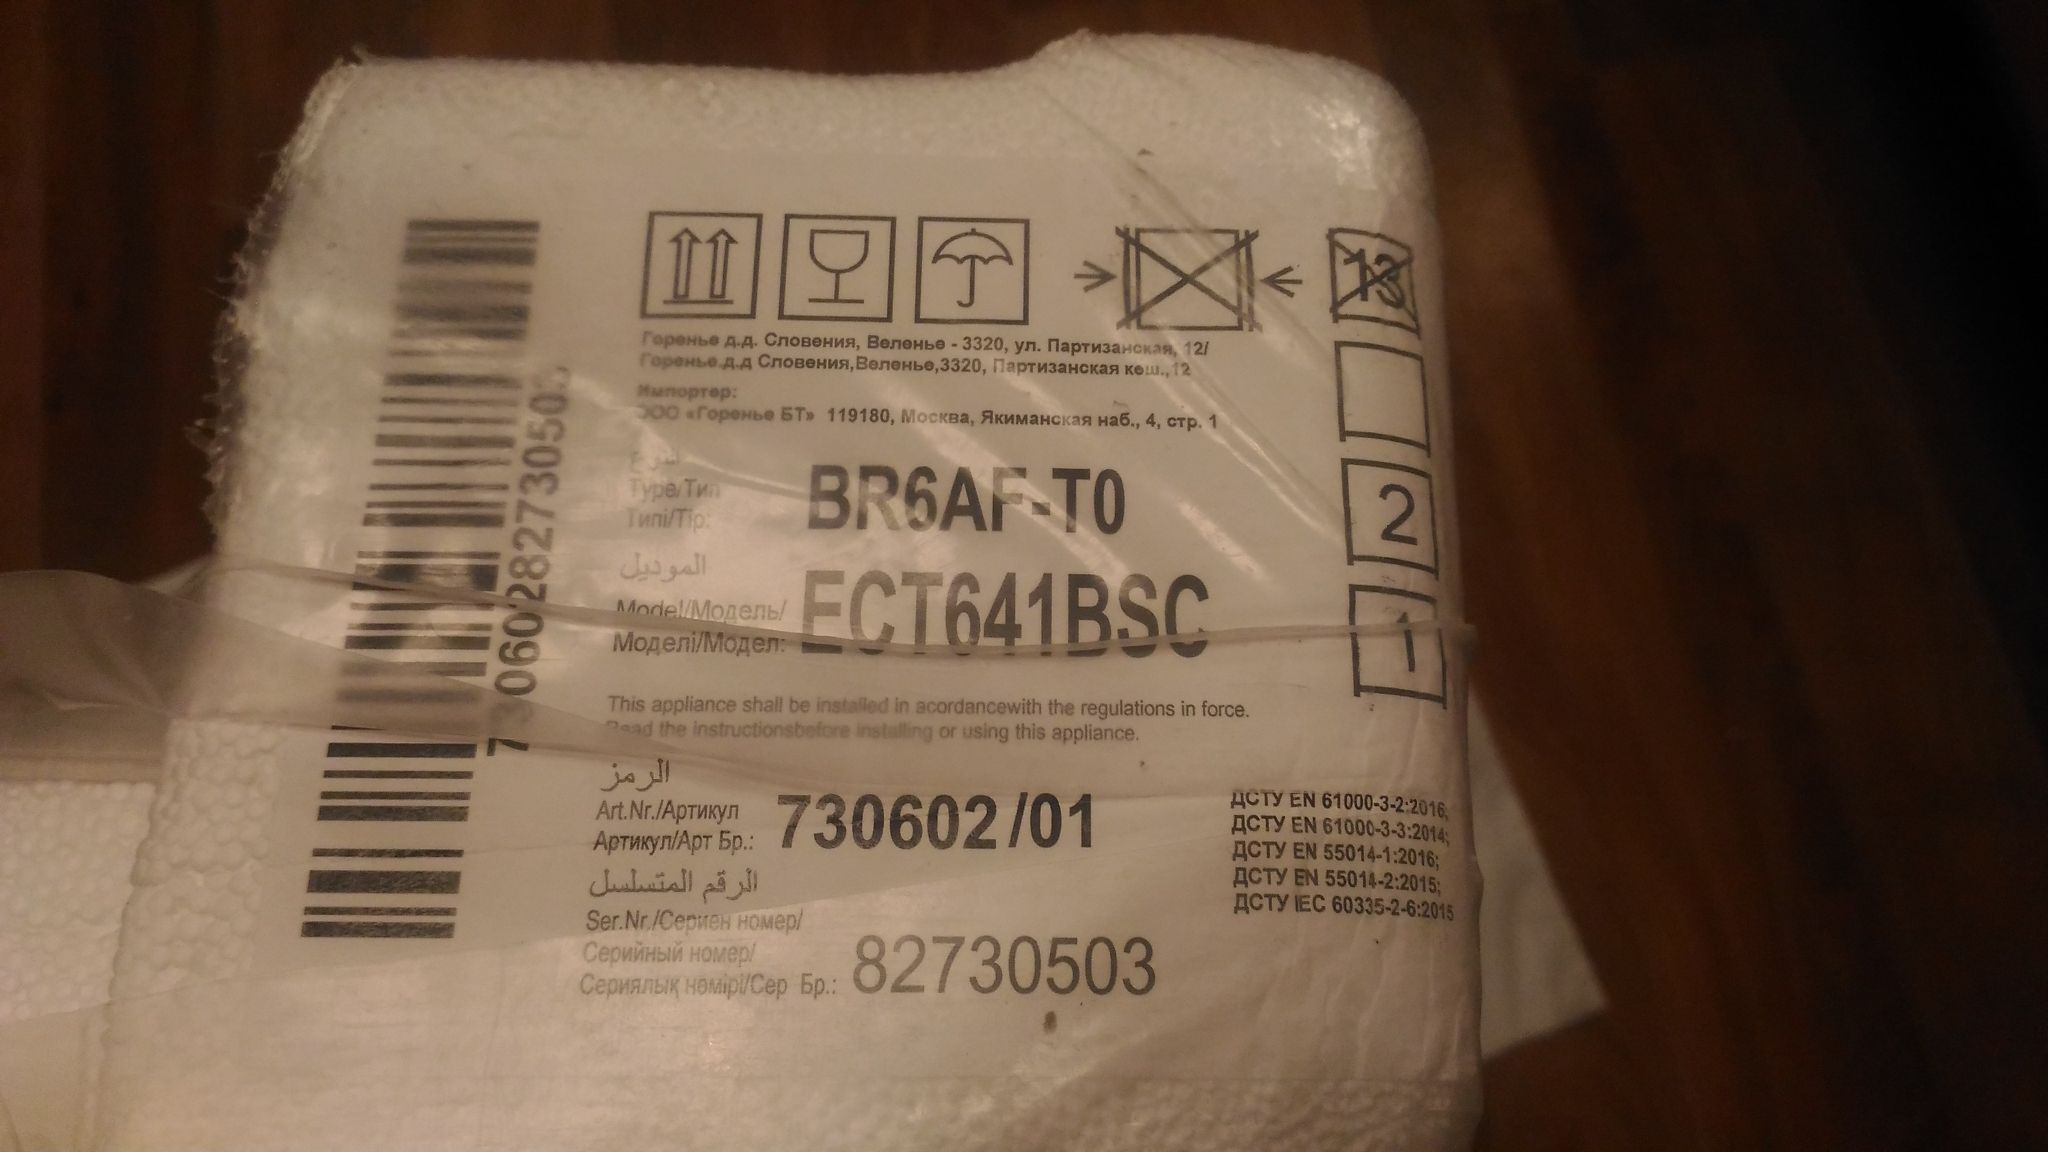 Горенье д.д. Словения, Веленье - 3320, ул. Партизанская, 12/
Горенье д.д Словения,Веленье,3320, Партизанская кеш.,12
Импортер:
ООО «Горенье БТ» 119180, Москва, Якиманская наб., 4, стр. 1
Type/Тип
Типі/Tip:
BR6AF-T0
الموديل
Model/Модель/
Моделі/Модел:
ECT641BSC
This appliance shall be installed in acordancewith the regulations in force.
Read the instructionsbefore installing or using this appliance.
الرمز
Art.Nr./Артикул
Артикул/Арт Бр.:
730602 /01
الرقم المتسلسل
Ser.Nr./Сериен номер/
Серийный номер/
Сериялық нөмірі/Сер Бр.:
82730503
ДСТУ EN 61000-3-2:2016;
ДСТУ EN 61000-3-3:2014;
ДСТУ EN 55014-1:2016;
ДСТУ EN 55014-2:2015;
ДСТУ IEC 60335-2-6:2015
13
2
1